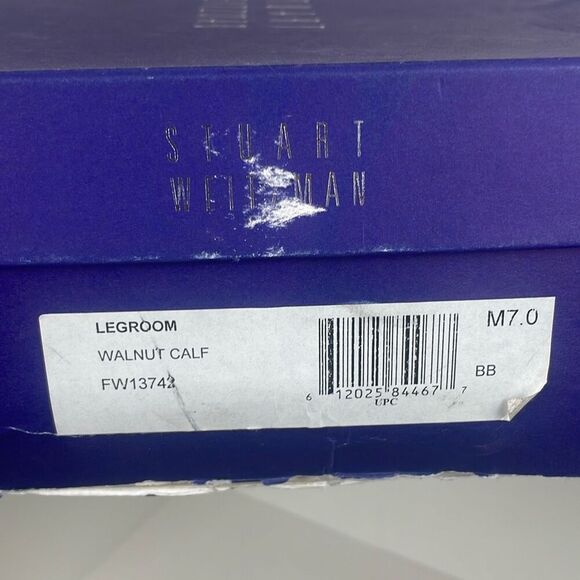 STUART
WEITZMAN
LEGROOM
M7.0
WALNUT CALF
FW13742
BB
6 12025 84467 7
UPC